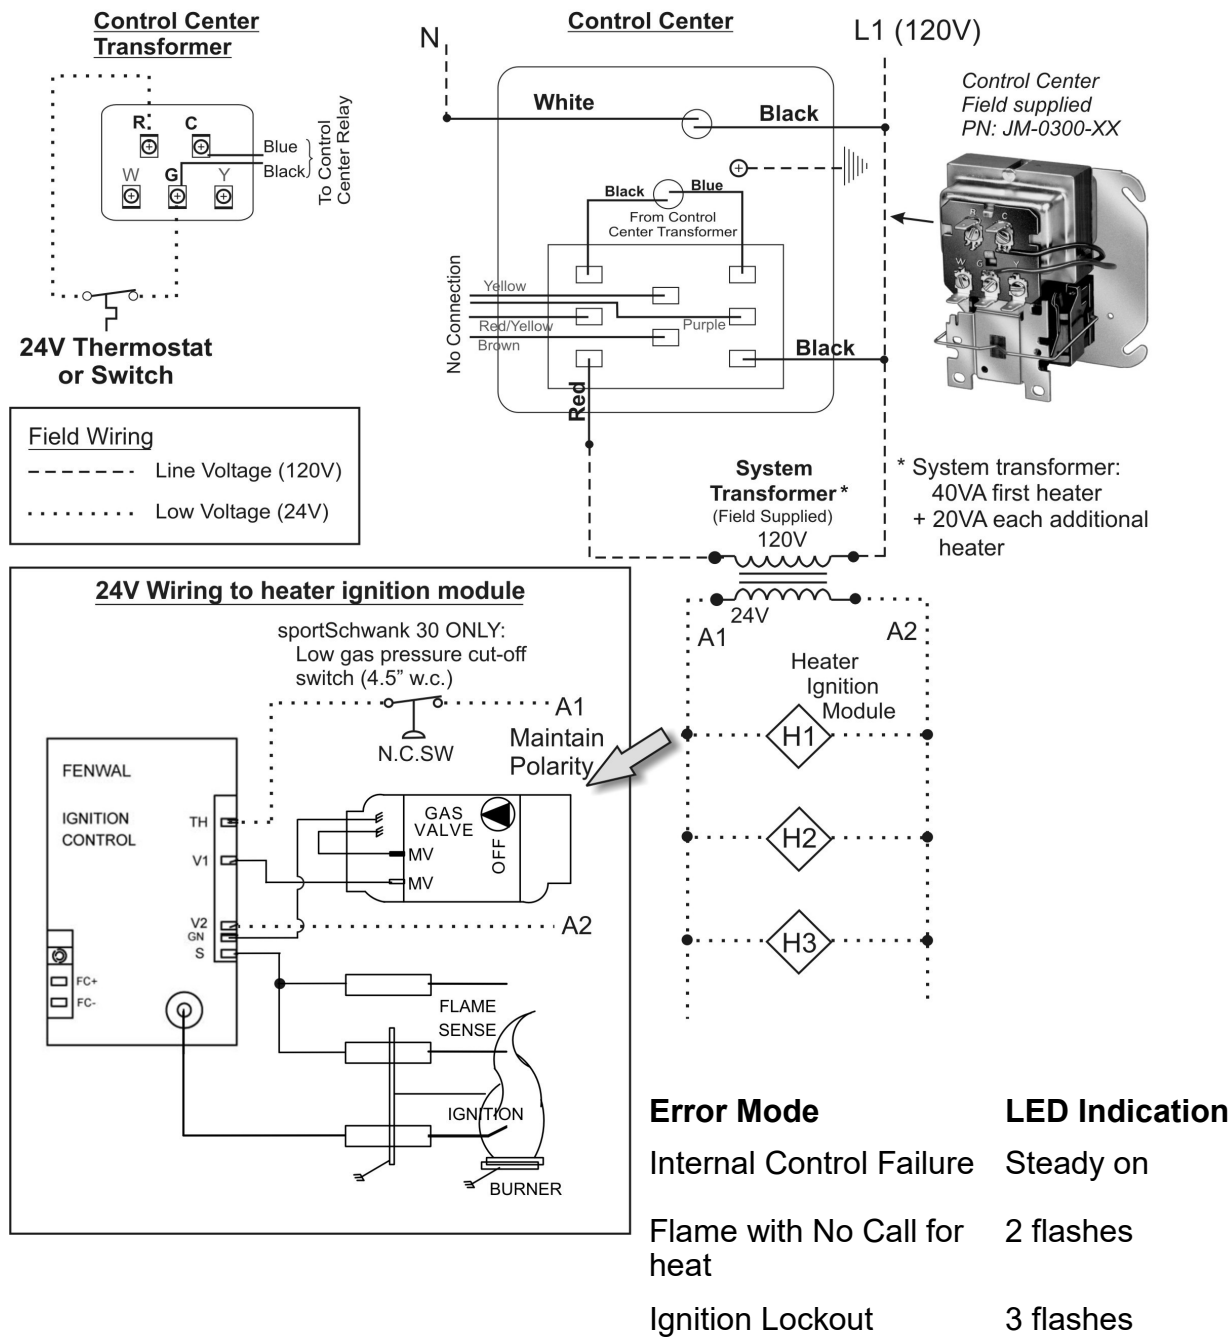 Control Center
Transformer
R
C
W
G
Y
Blue
Black
To Control
Center Relay
24V Thermostat
or Switch
Control Center
N
L1 (120V)
White
Black
Black
Blue
From Control
Center Transformer
No Connection
Yellow
Red/Yellow
Brown
Purple
Black
Red
Control Center
Field supplied
PN: JM-0300-XX
R
C
W
G
Y
Field Wiring
Line Voltage (120V)
Low Voltage (24V)
System
Transformer*
(Field Supplied)
120V
24V
* System transformer:
40VA first heater
+ 20VA each additional
heater
A1
A2
Heater
Ignition
Module
H1
H2
H3
24V Wiring to heater ignition module
sportSchwank 30 ONLY:
Low gas pressure cut-off
switch (4.5” w.c.)
A1
N.C.SW
Maintain
Polarity
FENWAL
IGNITION
CONTROL
TH
V1
V2
GN
S
FC+
FC-
GAS
VALVE
OFF
MV
MV
A2
FLAME
SENSE
IGNITION
BURNER
Error Mode LED Indication
Internal Control Failure Steady on
Flame with No Call for 2 flashes
heat
Ignition Lockout 3 flashes